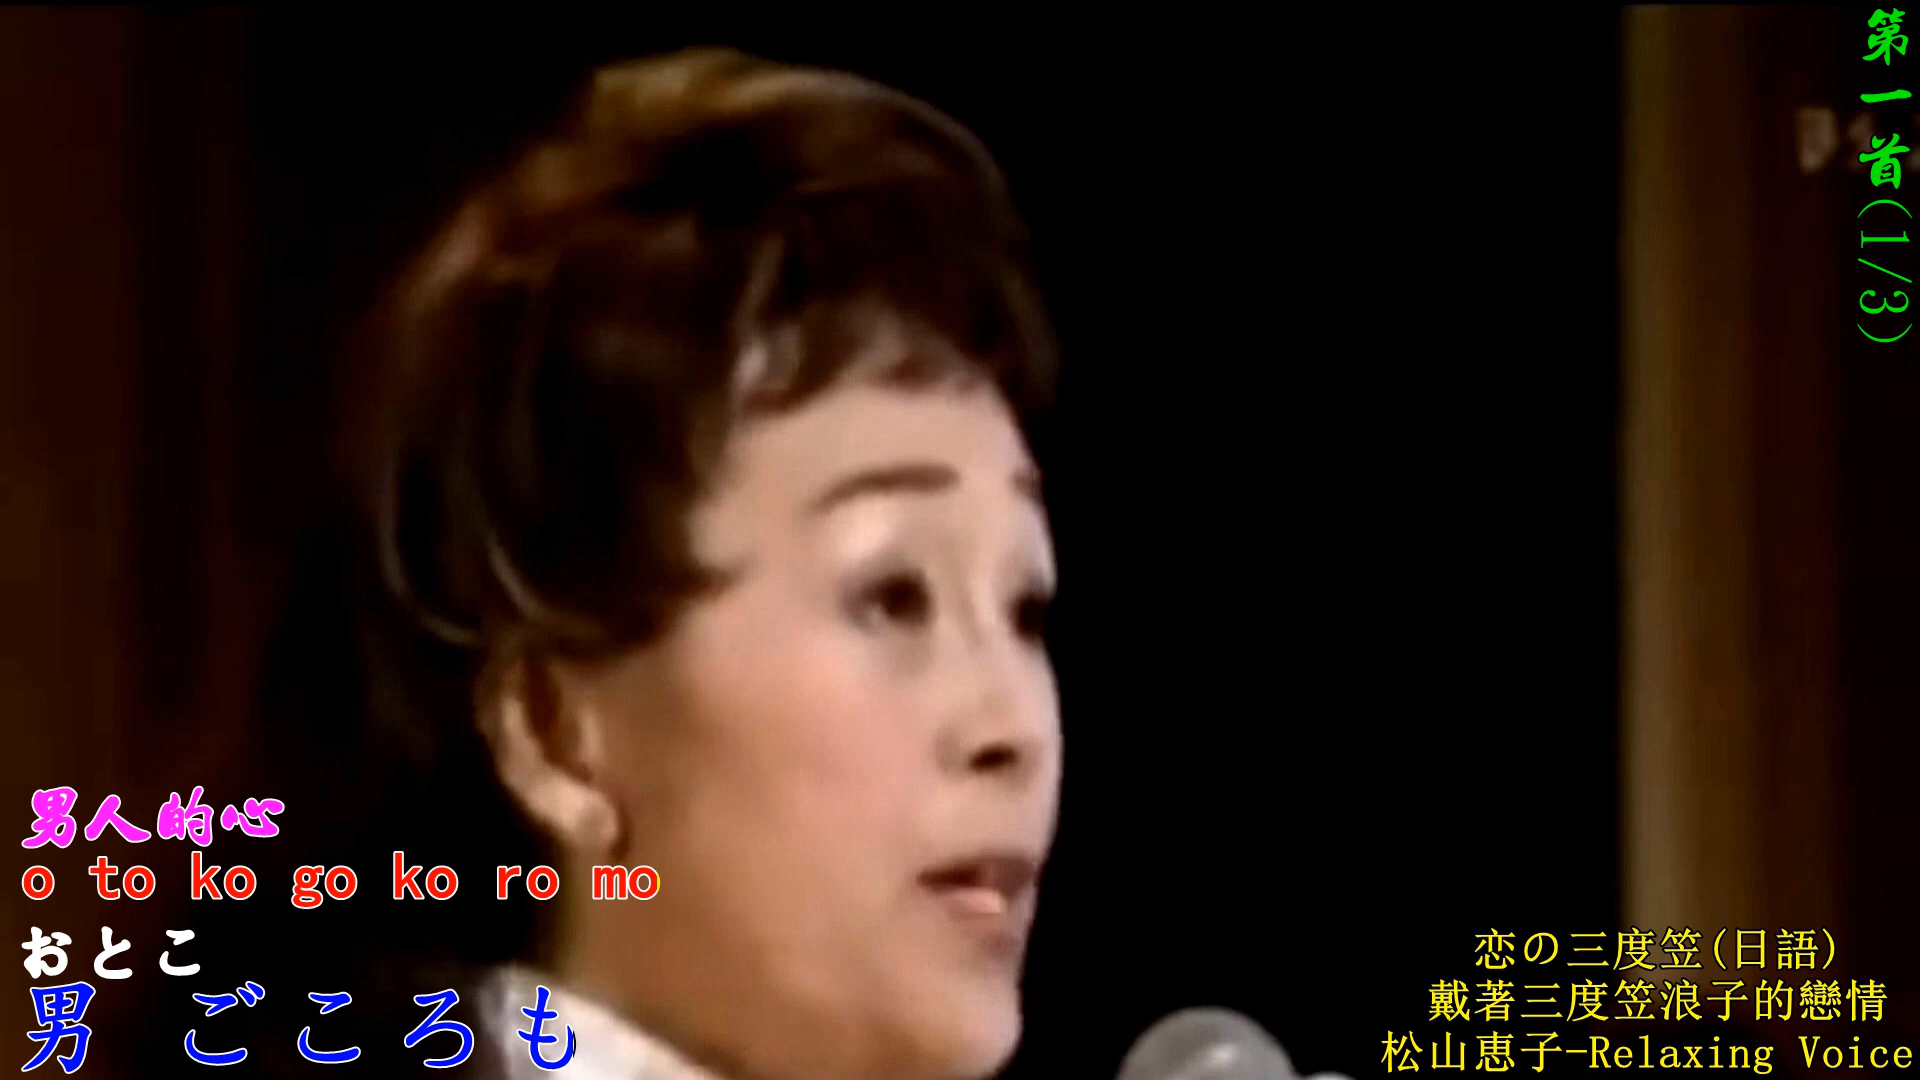 第一首(1/3)
男人的心
o to ko go ko ro mo
おとこ
男 ごころも
恋の三度笠(日語)
戴著三度笠浪子的戀情
松山恵子-Relaxing Voice